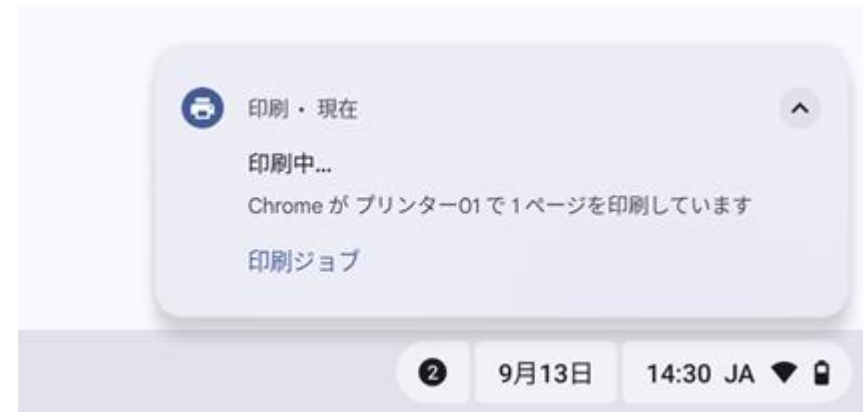 印刷・現在
印刷中...
Chrome が プリンター01 で 1 ページを印刷しています
印刷ジョブ
2 9月13日 14:30 JA